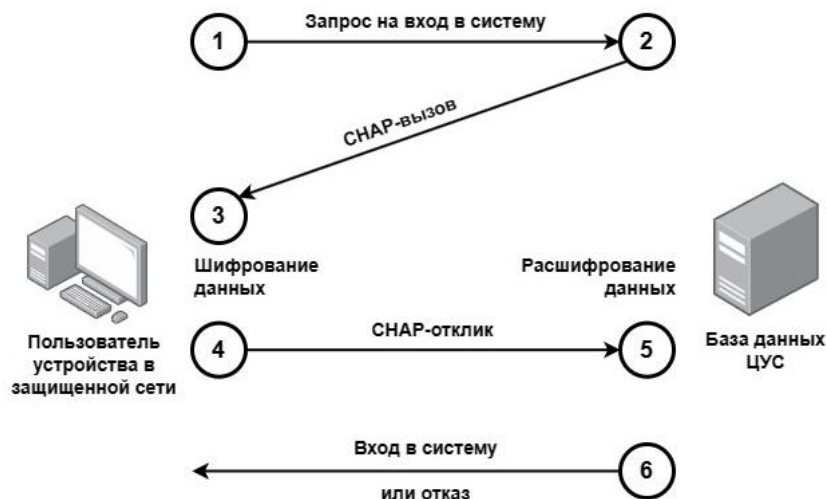 1
Запрос на вход в систему
2
CHAP-вызов
3
Шифрование
данных
Расшифрование
данных
Пользователь
устройства в
защищенной сети
4
CHAP-отклик
5
База данных
ЦУС
Вход в систему
6
или отказ